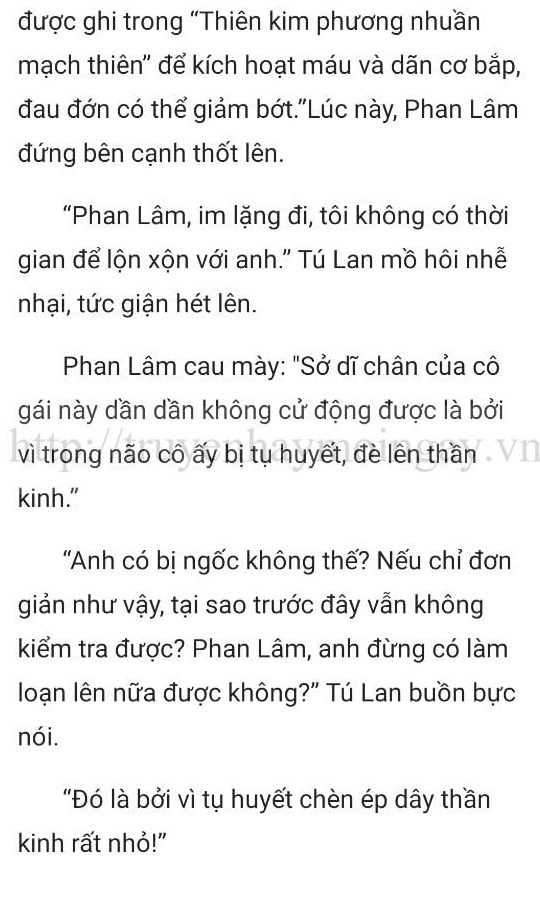 được ghi trong “Thiên kim phương nhuần
mạch thiên” để kích hoạt máu và dãn cơ bắp,
đau đớn có thể giảm bớt.”Lúc này, Phan Lâm
đứng bên cạnh thốt lên.
“Phan Lâm, im lặng đi, tôi không có thời
gian để lộn xộn với anh.” Tú Lan mồ hôi nhễ
nhại, tức giận hét lên.
Phan Lâm cau mày: "Sở dĩ chân của cô
gái này dần dần không cử động được là bởi
http://truyenhaymoingay.vn
vì trong não cô ấy bị tụ huyết, đè lên thần
kinh.”
“Anh có bị ngốc không thế? Nếu chỉ đơn
giản như vậy, tại sao trước đây vẫn không
kiểm tra được? Phan Lâm, anh đừng có làm
loạn lên nữa được không?” Tú Lan buồn bực
nói.
“Đó là bởi vì tụ huyết chèn ép dây thần
kinh rất nhỏ!”